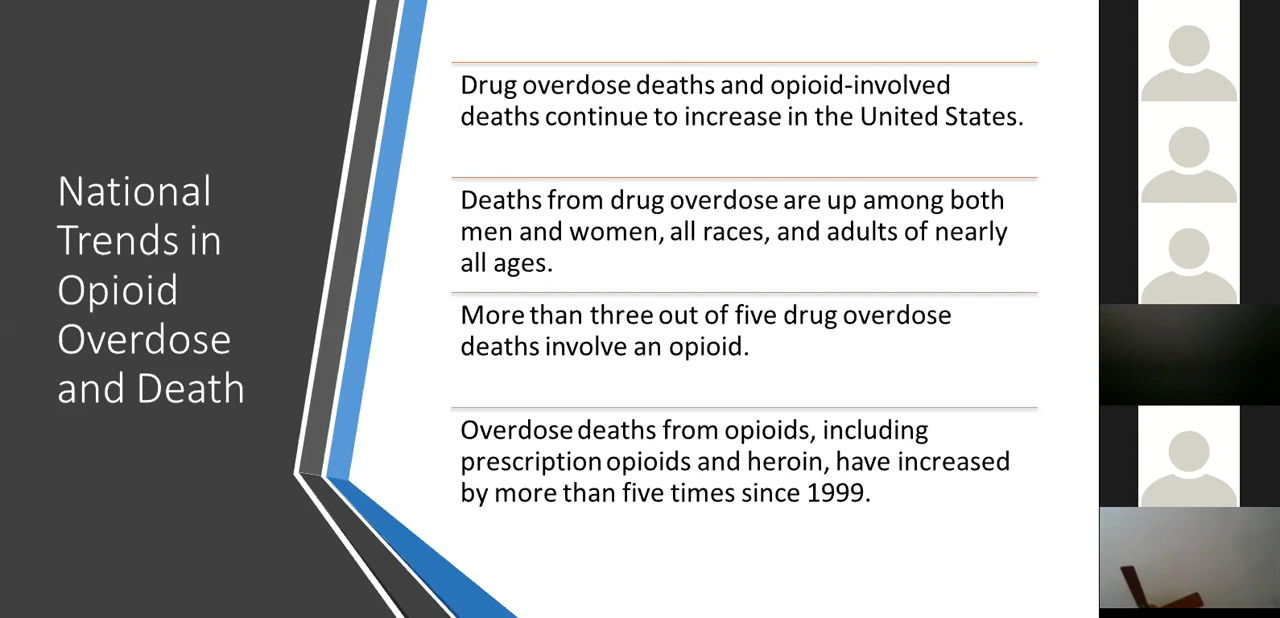 National
Trends in
Opioid
Overdose
and Death
Drug overdose deaths and opioid-involved
deaths continue to increase in the United States.
Deaths from drug overdose are up among both
men and women, all races, and adults of nearly
all ages.
More than three out of five drug overdose
deaths involve an opioid.
Overdose deaths from opioids, including
prescription opioids and heroin, have increased
by more than five times since 1999.